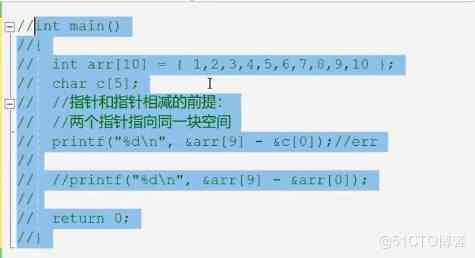 //int main()
//{
//  int arr[10] = { 1,2,3,4,5,6,7,8,9,10 };
//  char c[5];
//  //指针和指针相减的前提：
//  //两个指针指向同一块空间
//  printf("%d\n", &arr[9] - &c[0]);//err
//
//  //printf("%d\n", &arr[9] - &arr[0]);
//
//  return 0;
//}
@51CTO博客